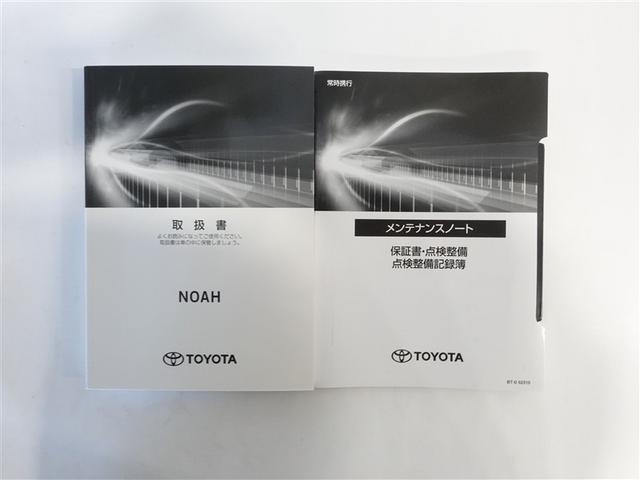 取扱書
よくお読みになってご使用ください。
取扱書は車の中に保管しましょう。
NOAH
TOYOTA
常時携行
メンテナンスノート
保証書・点検整備
点検整備記録簿
TOYOTA